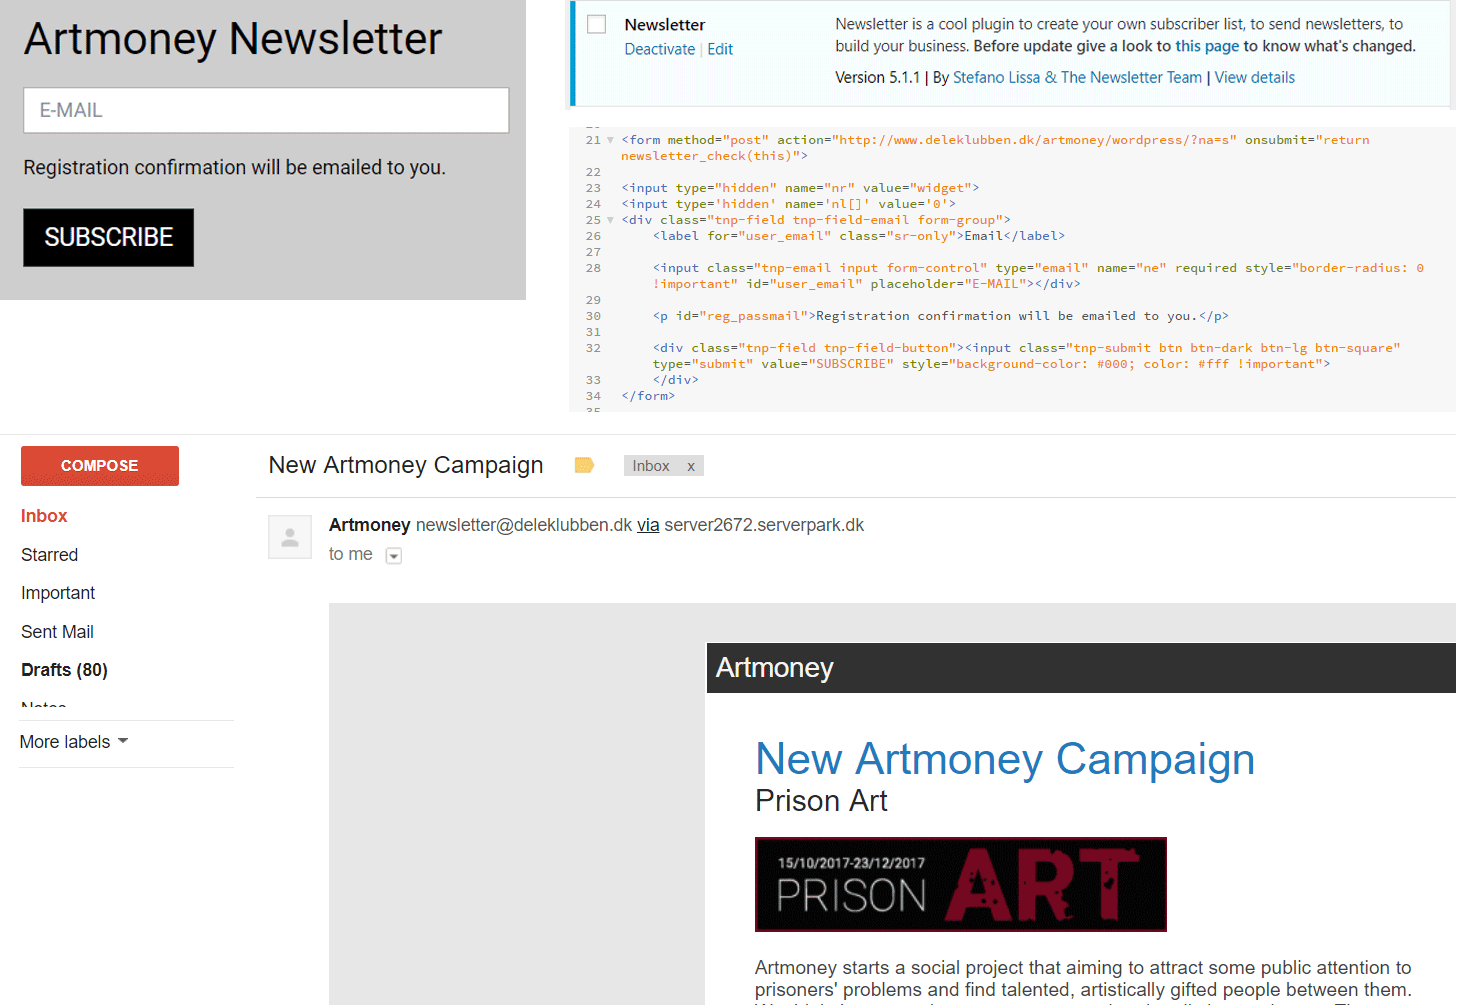 Artmoney Newsletter
E-MAIL
Registration confirmation will be emailed to you.
SUBSCRIBE
Newsletter
Deactivate | Edit
Newsletter is a cool plugin to create your own subscriber list, to send newsletters, to
build your business. Before update give a look to this page to know what's changed.
Version 5.1.1 | By Stefano Lissa & The Newsletter Team | View details
21 <form method="post" action="http://www.deleklubben.dk/artmoney/wordpress/?na=s" onsubmit="return
newsletter_check(this)">
22
23 <input type="hidden" name="nr" value="widget">
24 <input type='hidden' name='nl[]' value='0'>
25 <div class="tnp-field tnp-field-email form-group">
26 <label for="user_email" class="sr-only">Email</label>
27
28 <input class="tnp-email input form-control" type="email" name="ne" required style="border-radius: 0
!important" id="user_email" placeholder="E-MAIL"></div>
29
30 <p id="reg_passmail">Registration confirmation will be emailed to you.</p>
31
32 <div class="tnp-field tnp-field-button"><input class="tnp-submit btn btn-dark btn-lg btn-square"
type="submit" value="SUBSCRIBE" style="background-color: #000; color: #fff !important">
33 </div>
34 </form>
35
COMPOSE
Inbox
Starred
Important
Sent Mail
Drafts (80)
Notes
More labels
New Artmoney Campaign
Inbox x
Artmoney newsletter@deleklubben.dk via server2672.serverpark.dk
to me
Artmoney
New Artmoney Campaign
Prison Art
15/10/2017-23/12/2017
PRISON ART
Artmoney starts a social project that aiming to attract some public attention to
prisoners' problems and find talented, artistically gifted people between them.